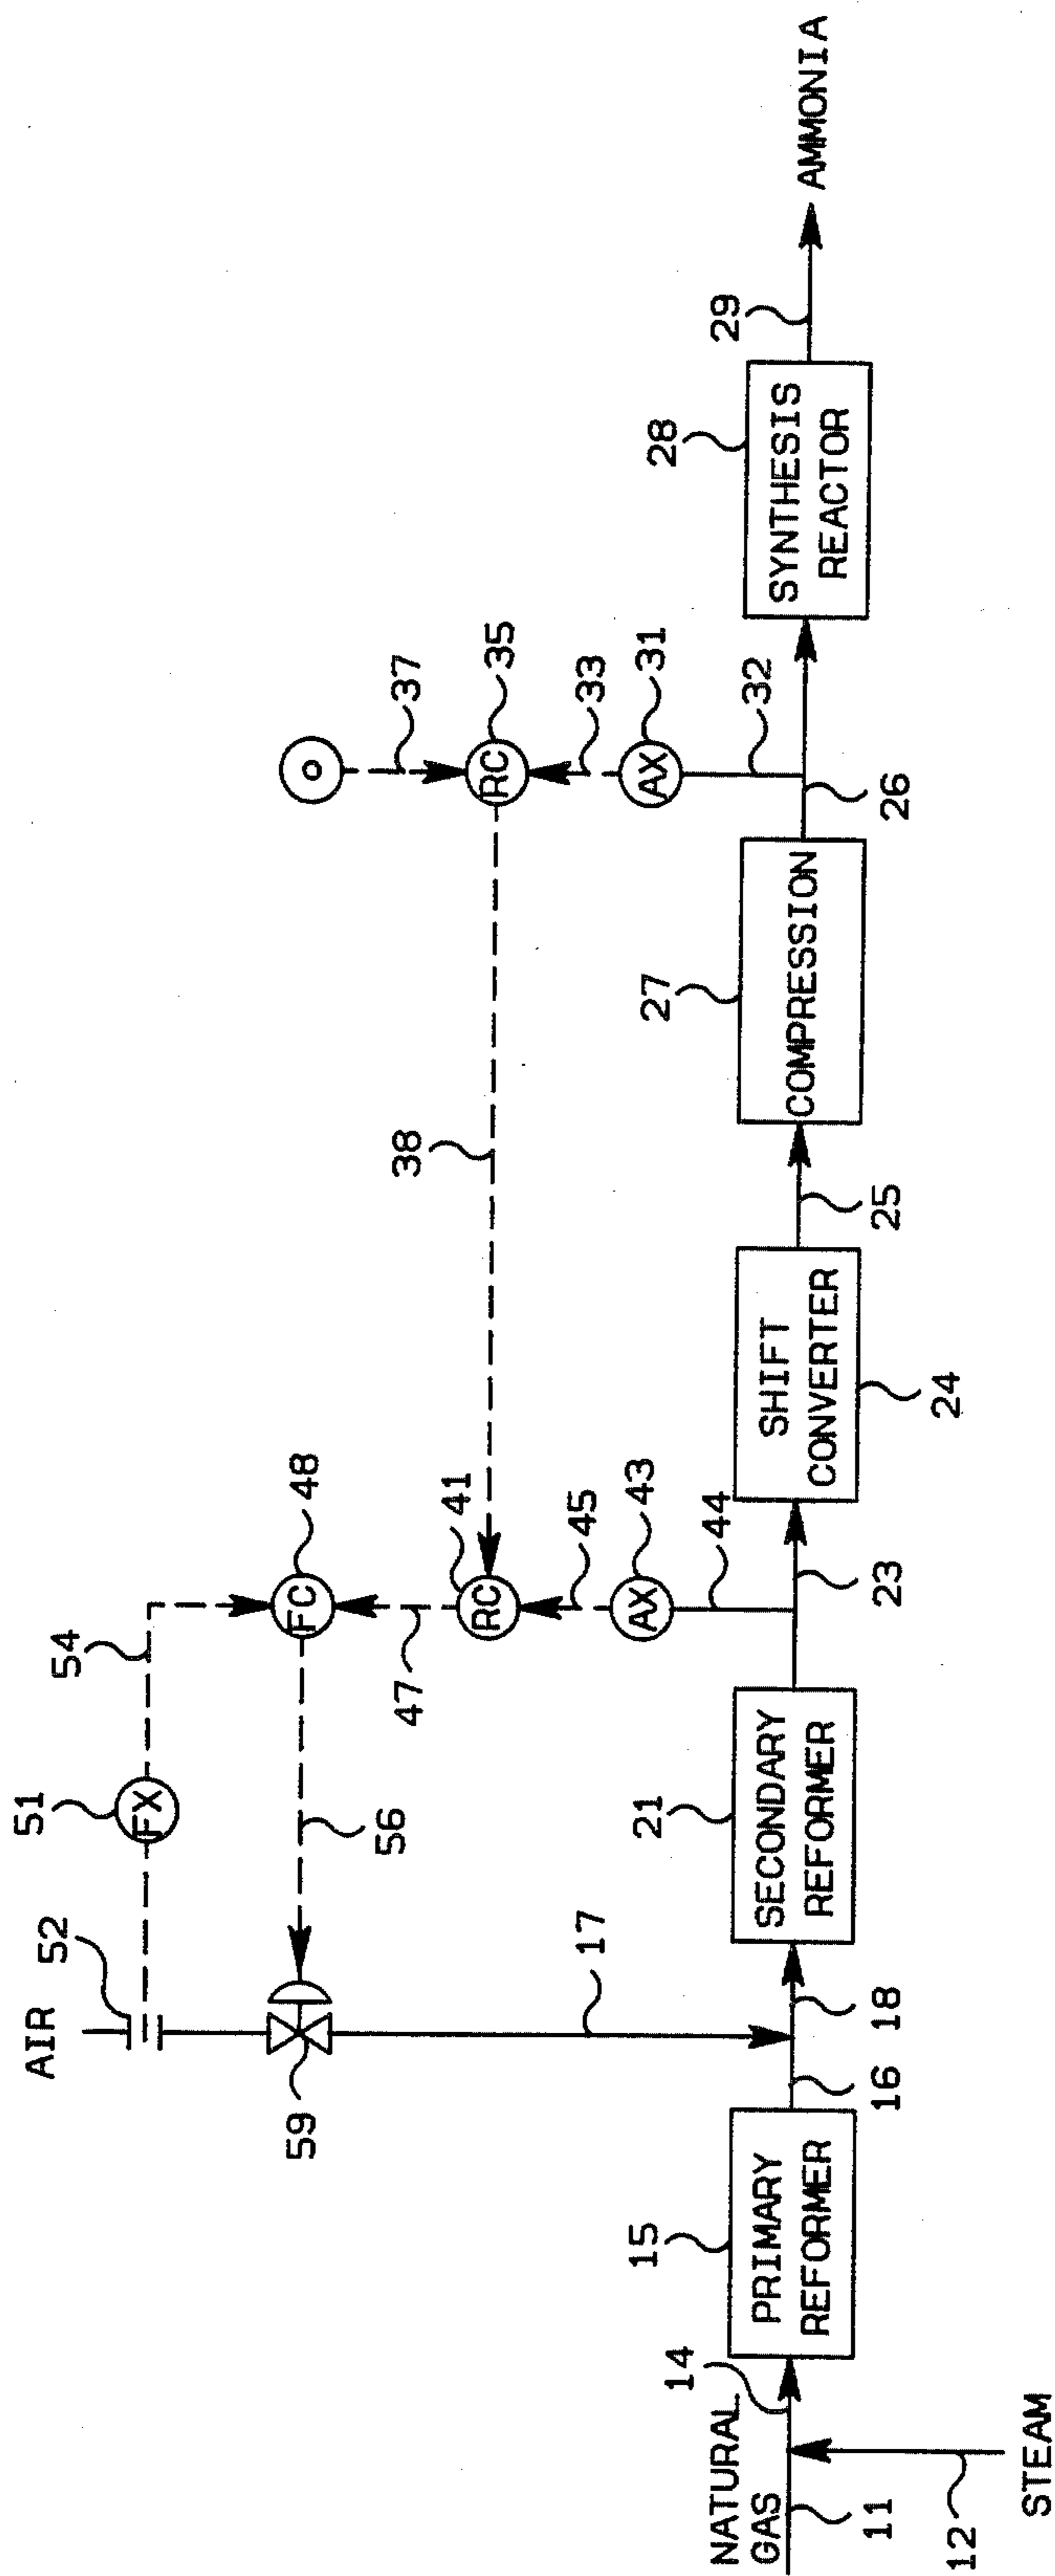 AIR
52
51
FX
54
48
FC
59
56
47
41
RC
45
43
AX
44
38
37
35
RC
33
31
AX
32
17
NATURAL
GAS
14
11
12
STEAM
15
PRIMARY
REFORMER
16
18
21
SECONDARY
REFORMER
23
SHIFT
CONVERTER
24
25
27
COMPRESSION
26
28
SYNTHESIS
REACTOR
29
AMMONIA